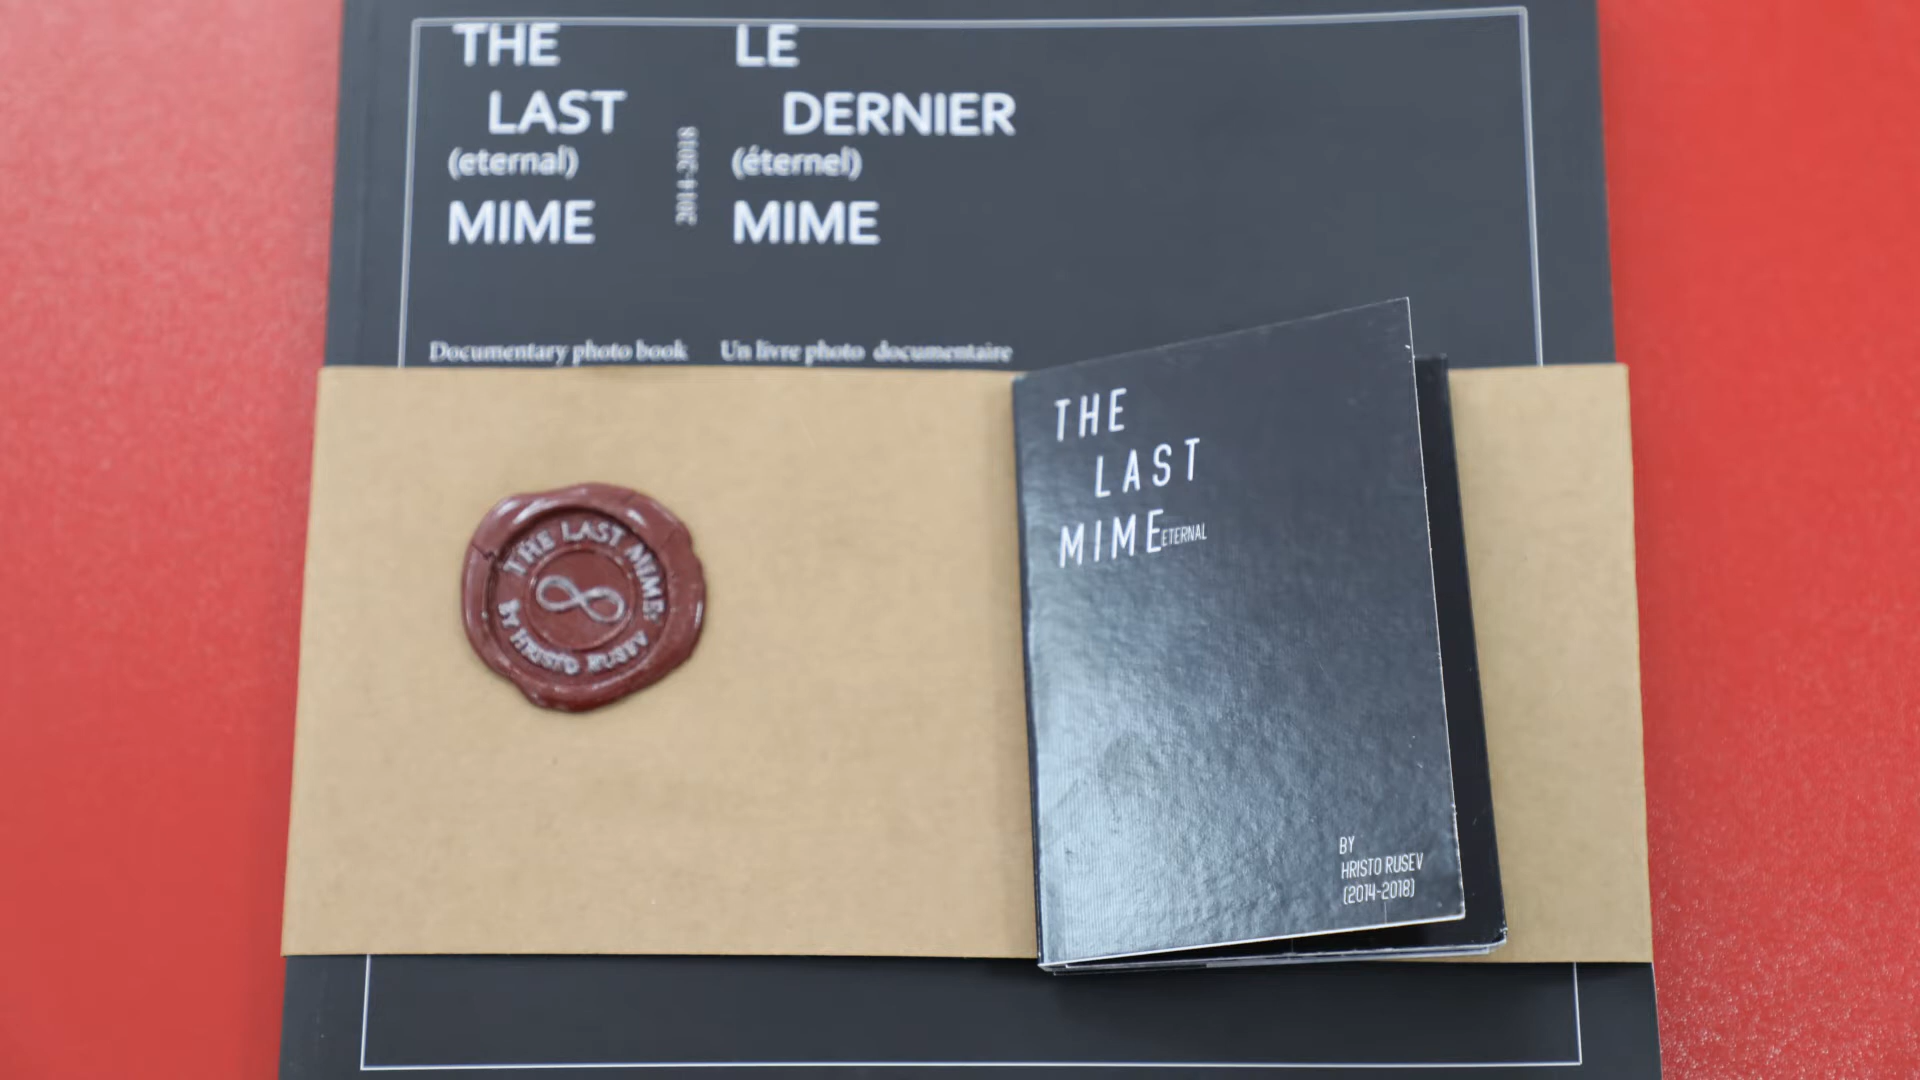 THE
LAST
(eternal)
MIME
2014-2018
LE
DERNIER
(éternel)
MIME
Documentary photo book
Un livre photo documentaire
THE LAST MIME
BY HRISTO RUSEV
THE
LAST
MIME ETERNAL
BY
HRISTO RUSEV
(2014-2018)